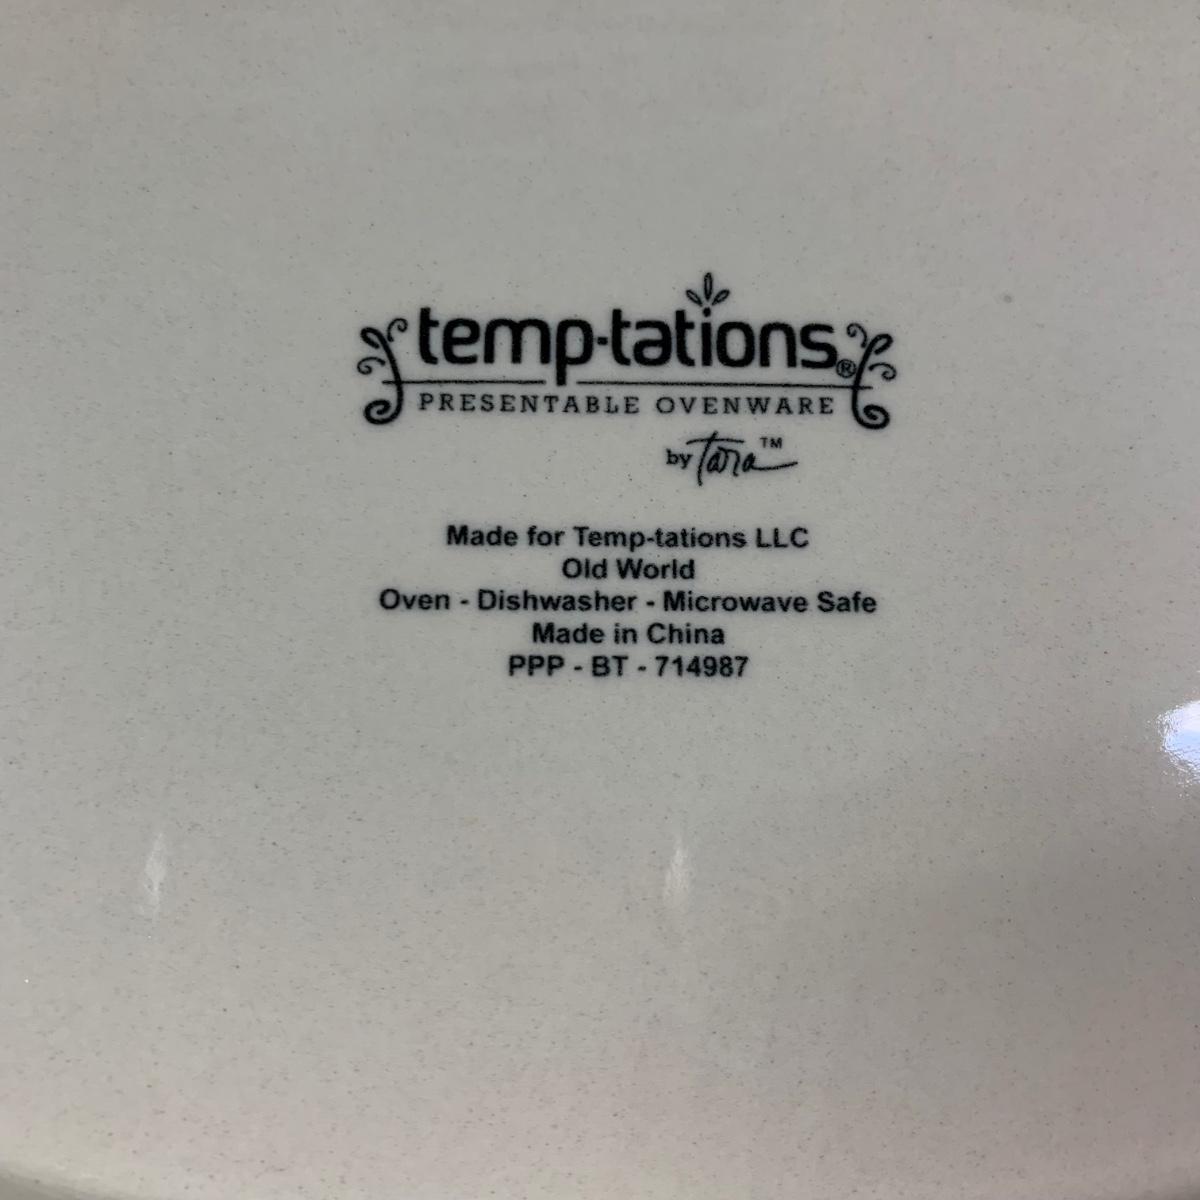 temp-tations®
PRESENTABLE OVENWARE
by Tara™
Made for Temp-tations LLC
Old World
Oven - Dishwasher - Microwave Safe
Made in China
PPP - BT - 714987